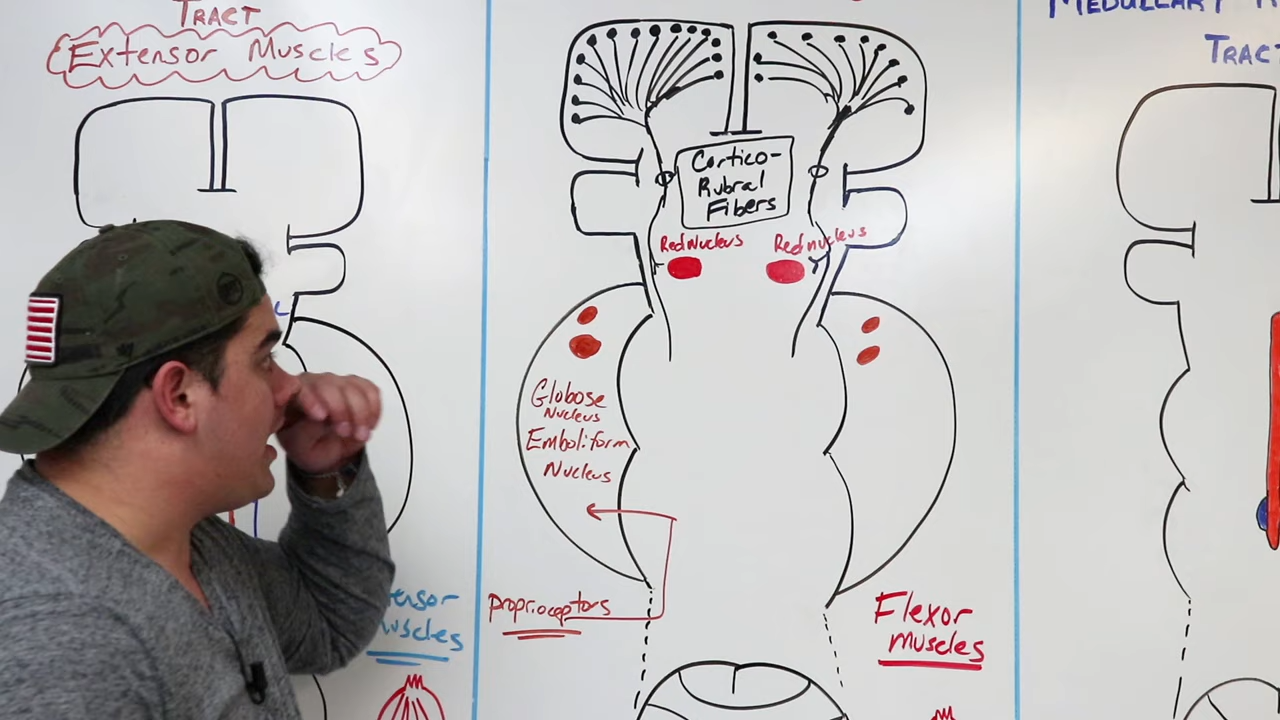 TRACT
Extensor Muscles
Cortico-
Rubral
Fibers
Red Nucleus
Red nucleus
Globose
Nucleus
Emboliform
Nucleus
proprioceptors
Flexor
muscles
MEDULLARY
TRACT